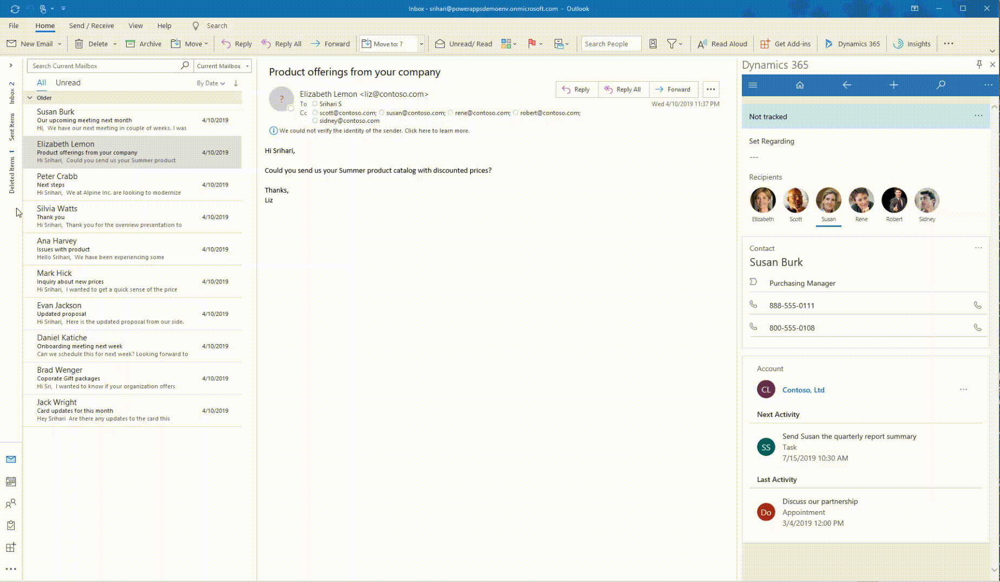 Inbox - srihari@powerappsdemoenv.onmicrosoft.com - Outlook
File Home Send / Receive View Help Search
New Email Delete Archive Move Reply Reply All Forward Move to: ? Unread/ Read Search People Read Aloud Get Add-ins Dynamics 365 Insights
Inbox 2
Sent Items
Deleted Items 1
Search Current Mailbox Current Mailbox
All Unread By Date
Older
Susan Burk
Our upcoming meeting next month 4/10/2019
Hi, We have our next meeting in couple of weeks. I was
Elizabeth Lemon
Product offerings from your company 4/10/2019
Hi Srihari, Could you send us your Summer product
Peter Crabb
Next steps 4/10/2019
Hi Srihari, We at Alpine Inc. are looking to modernize
Silvia Watts
Thank you 4/10/2019
Hi Srihari, Thank you for the overview presentation to
Ana Harvey
Issues with product 4/10/2019
Hello Srihari, We have been experiencing some
Mark Hick
Inquiry about new prices 4/10/2019
Hi Srihari, I wanted to get a quick sense of the price
Evan Jackson
Updated proposal 4/10/2019
Hi Srihari, Here is the updated proposal from our side.
Daniel Katiche
Onboarding meeting next week 4/10/2019
Can we schedule this for next week? Looking forward to
Brad Wenger
Coporate Gift packages 4/10/2019
Hi Sri, I wanted to know if your organization offers
Jack Wright
Card updates for this month 4/10/2019
Hey Srihari Are there any updates to the card this
Product offerings from your company
?
Elizabeth Lemon <liz@contoso.com>
Reply Reply All Forward
To Srihari S
Wed 4/10/2019 11:37 PM
Cc scott@contoso.com; susan@contoso.com; rene@contoso.com; robert@contoso.com;
sidney@contoso.com
We could not verify the identity of the sender. Click here to learn more.
Hi Srihari,
Could you send us your Summer product catalog with discounted prices?
Thanks,
Liz
Dynamics 365
Not tracked
Set Regarding
---
Recipients
Elizabeth Scott Susan Rene Robert Sidney
Contact
Susan Burk
Purchasing Manager
888-555-0111
800-555-0108
Account
CL Contoso, Ltd
Next Activity
Send Susan the quarterly report summary
SS Task
7/15/2019 10:30 AM
Last Activity
Discuss our partnership
Do Appointment
3/4/2019 12:00 PM